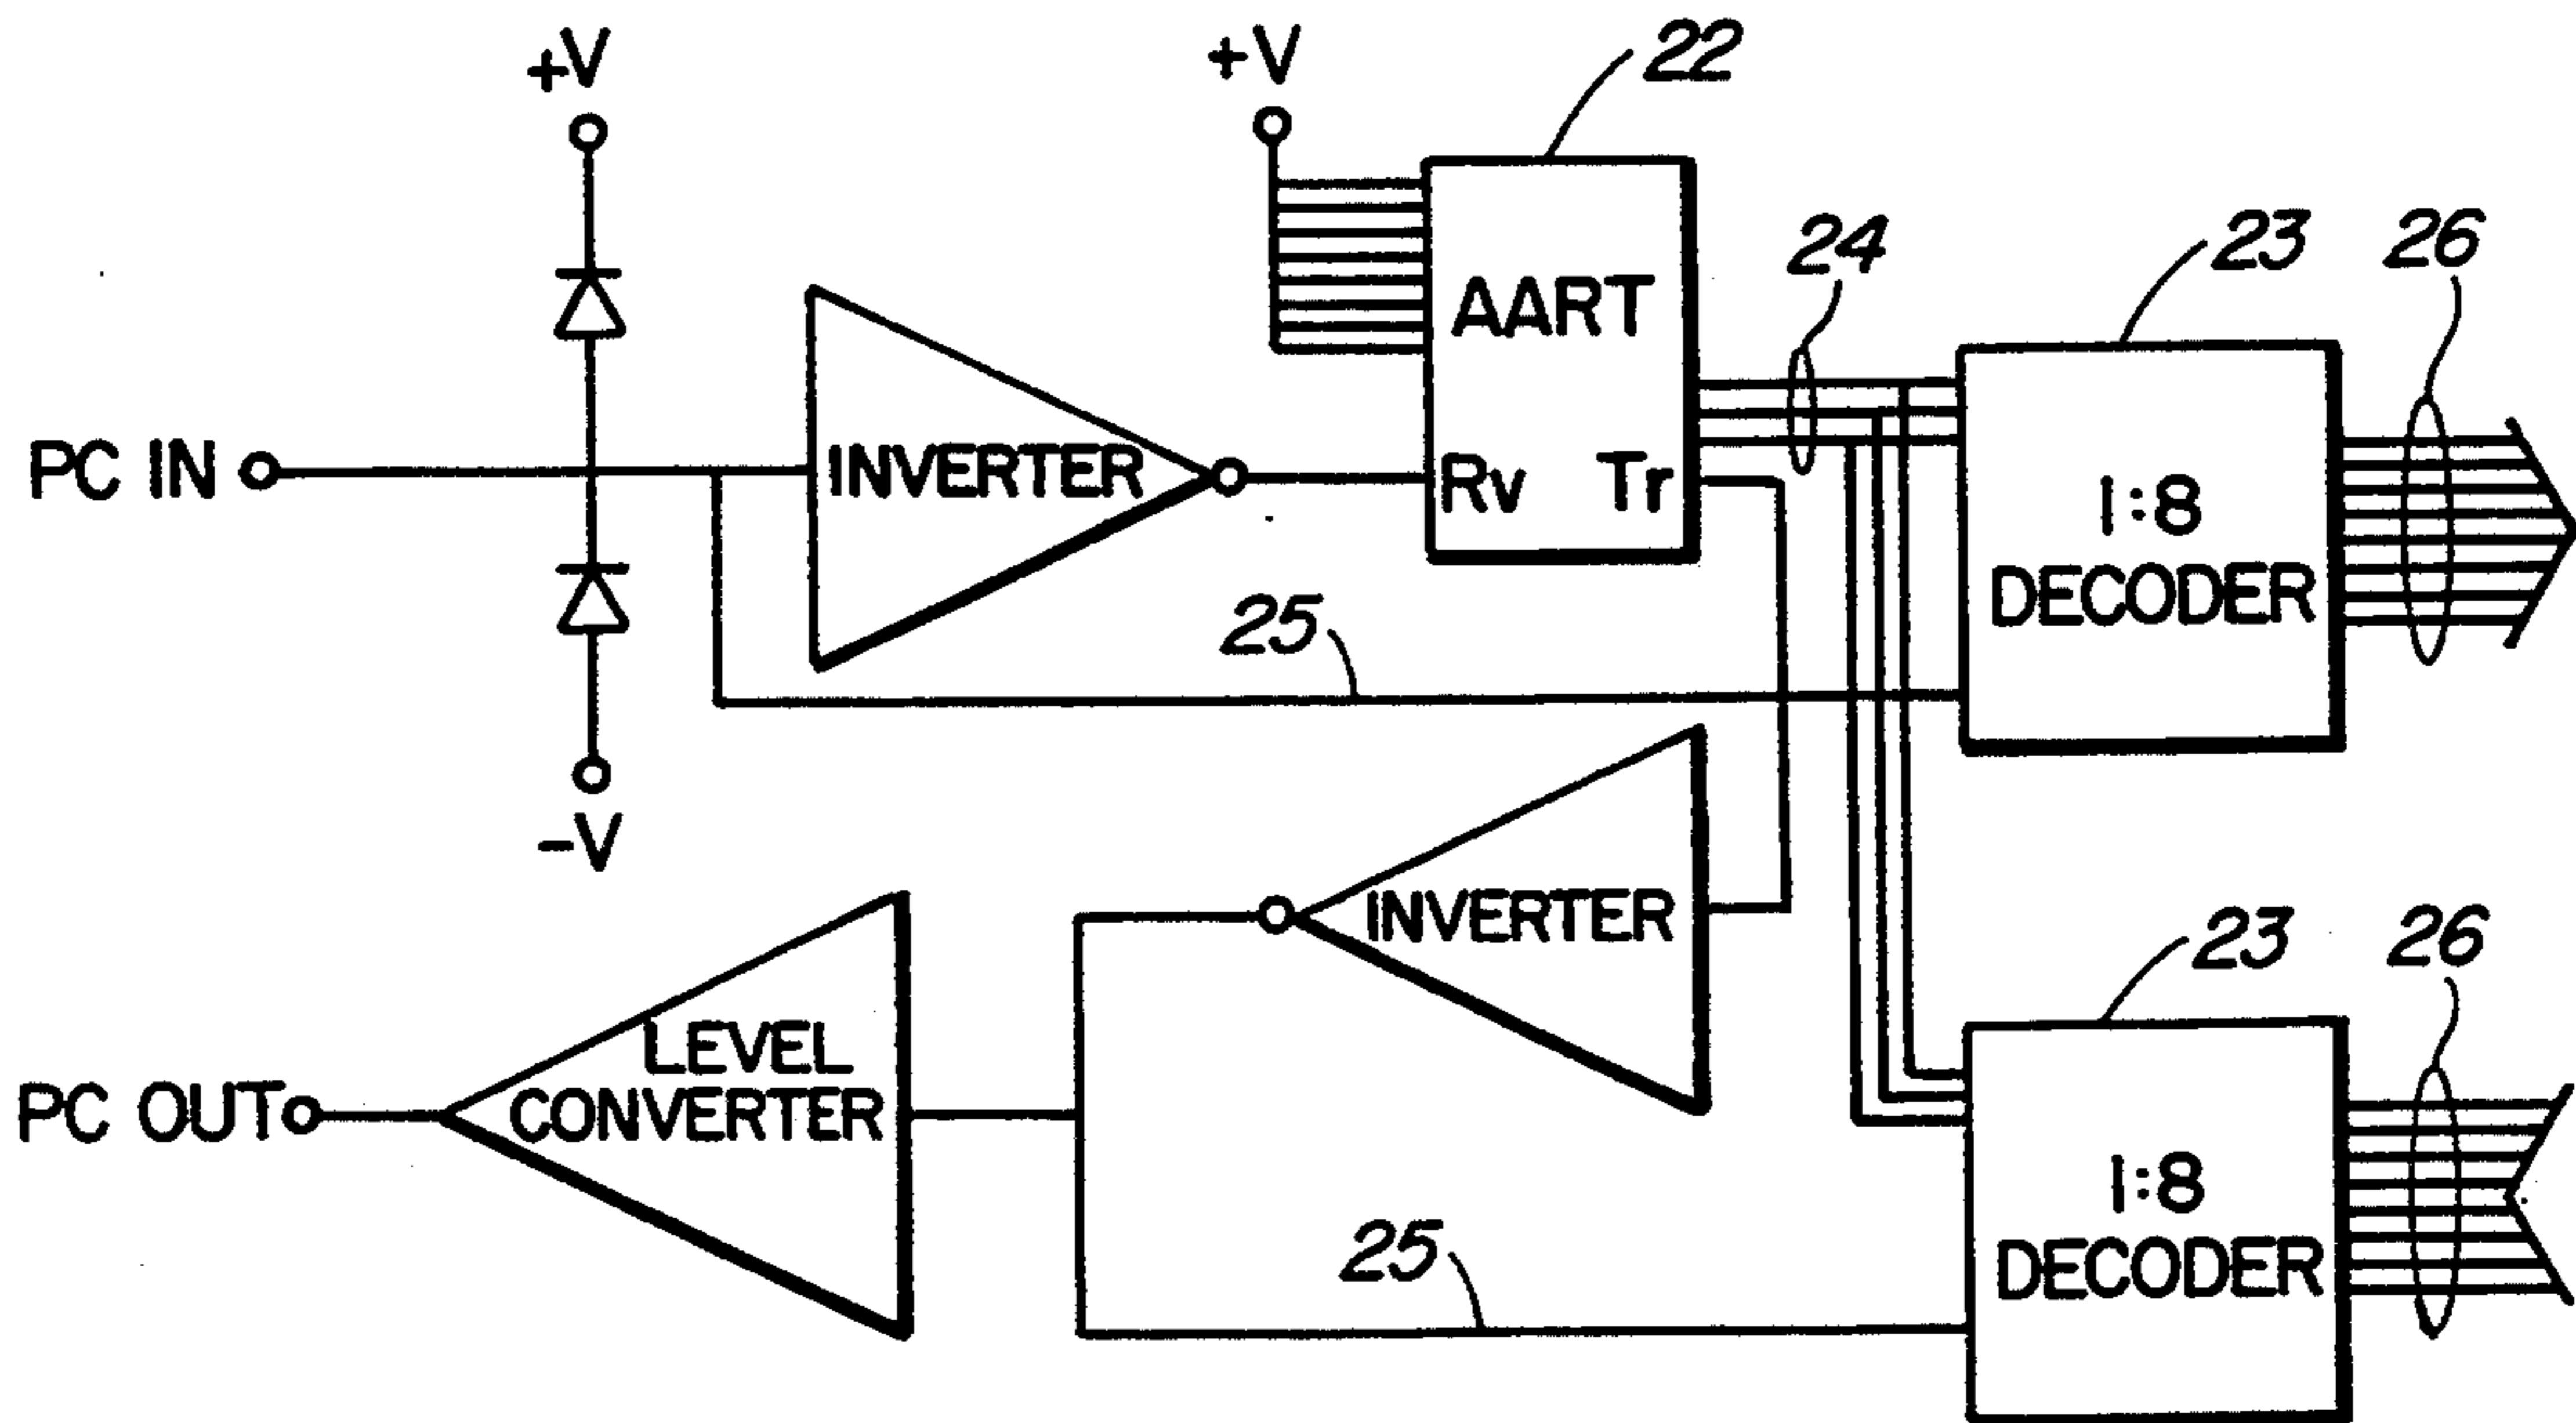 +V
+V
22
24
23
26
AART
PC IN
INVERTER
Rv Tr
1:8
DECODER
25
-V
INVERTER
23
26
LEVEL
CONVERTER
PC OUT
1:8
DECODER
25